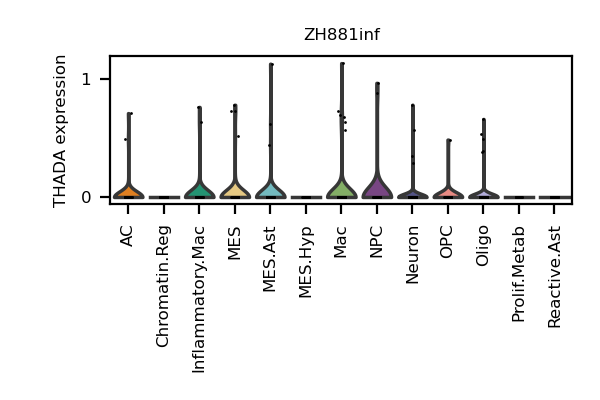 ZH881inf
THADA expression
1
0
AC
Chromatin.Reg
Inflammatory.Mac
MES
MES.Ast
MES.Hyp
Mac
NPC
Neuron
OPC
Oligo
Prolif.Metab
Reactive.Ast